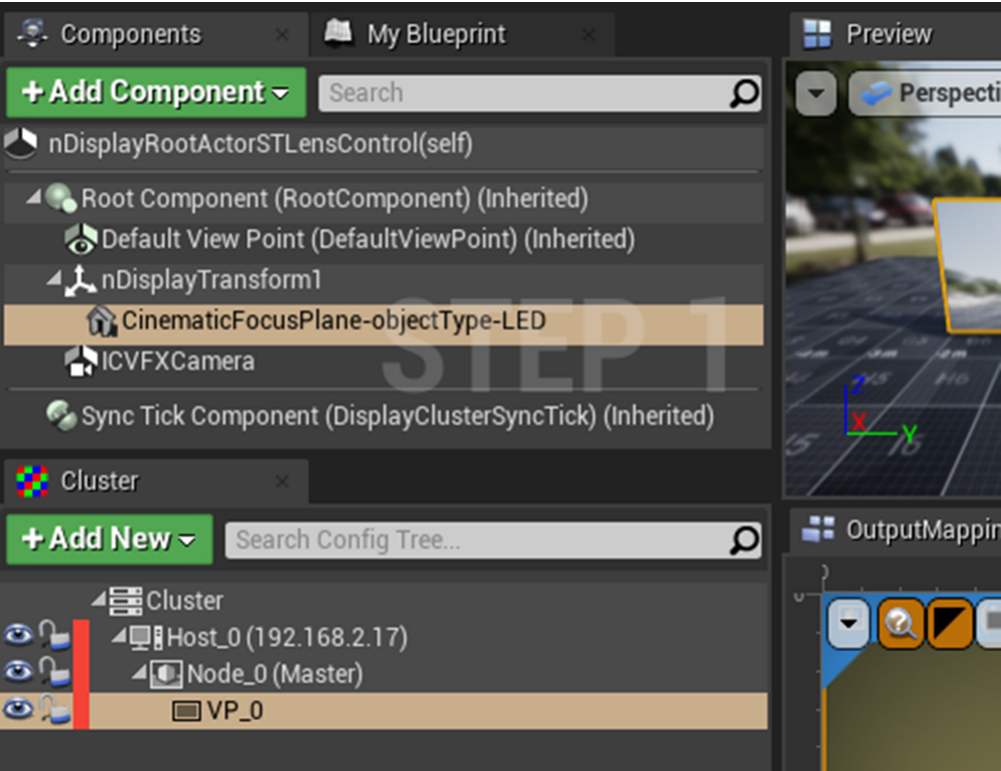 Components
My Blueprint
Preview
+Add Component
Search
nDisplayRootActorSTLensControl(self)
Root Component (RootComponent) (Inherited)
Default View Point (DefaultViewPoint) (Inherited)
nDisplayTransform1
CinematicFocusPlane-objectType-LED
STEP 1
ICVFXCamera
Sync Tick Component (DisplayClusterSyncTick) (Inherited)
Perspecti
Z
X
Y
Cluster
+Add New
Search Config Tree...
Cluster
Host_0 (192.168.2.17)
Node_0 (Master)
VP_0
OutputMappin
0
0